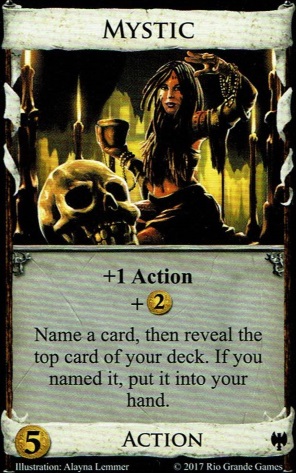 MYSTIC
+1 Action
+ 2
Name a card, then reveal the
top card of your deck. If you
named it, put it into your
hand.
5 ACTION
Illustration: Alayna Lemmer © 2017 Rio Grande Games